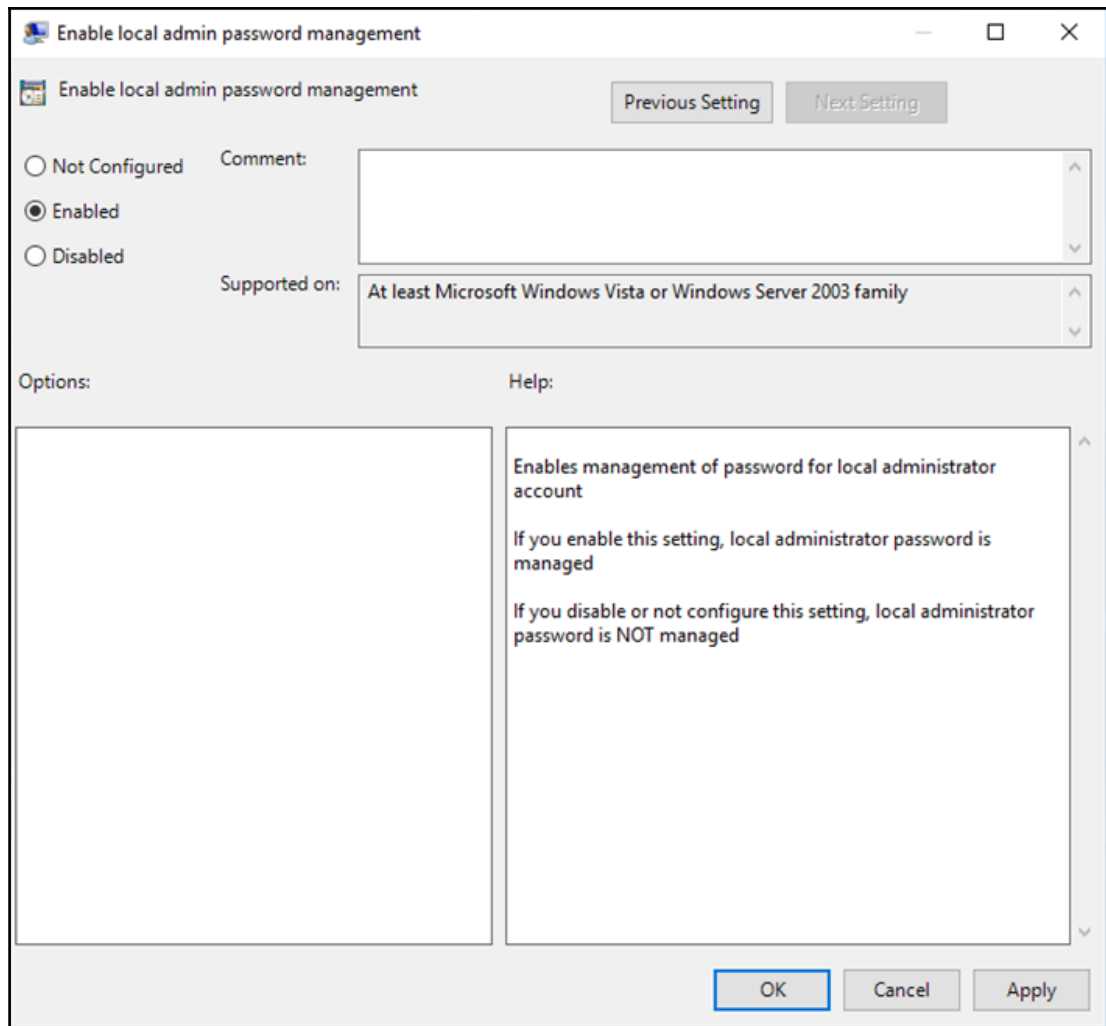 Enable local admin password management
Enable local admin password management
Previous Setting
Next Setting
Not Configured
Comment:
Enabled
Disabled
Supported on:
At least Microsoft Windows Vista or Windows Server 2003 family
Options:
Help:
Enables management of password for local administrator
account
If you enable this setting, local administrator password is
managed
If you disable or not configure this setting, local administrator
password is NOT managed
OK
Cancel
Apply